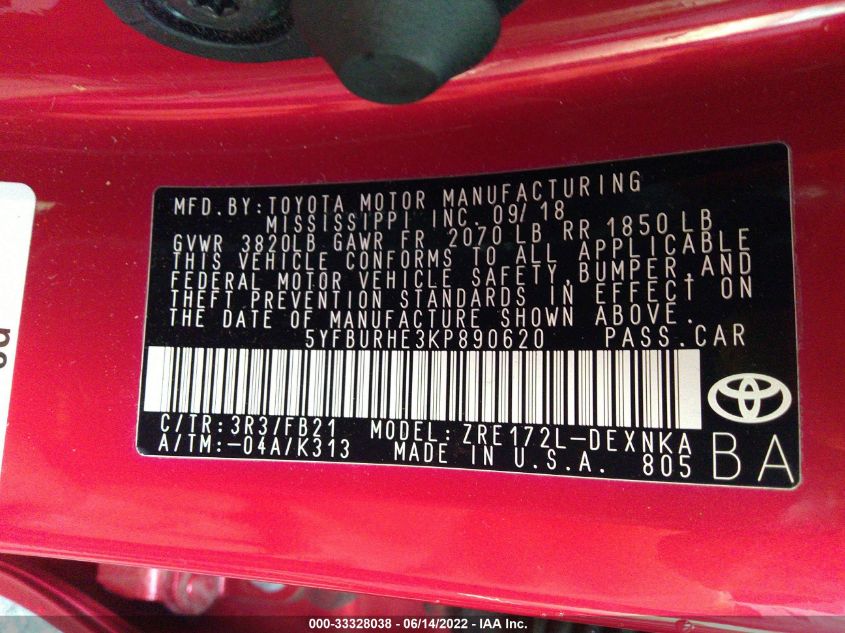 MFD.BY:TOYOTA MOTOR MANUFACTURING
MISSISSIPPI INC. 09/18
GVWR 3820LB GAWR FR 2070 LB RR 1850 LB
THIS VEHICLE CONFORMS TO ALL APPLICABLE
FEDERAL MOTOR VEHICLE SAFETY,BUMPER,AND
THEFT PREVENTION STANDARDS IN EFFECT ON
THE DATE OF MANUFACTURE SHOWN ABOVE.
5YFBURHE3KP890620 PASS.CAR
C/TR:3R3/FB21 MODEL:ZRE172L-DEXNKA
A/TM:-04A/K313 MADE IN U.S.A. 805
BA
000-33328038 - 06/14/2022 - IAA Inc.